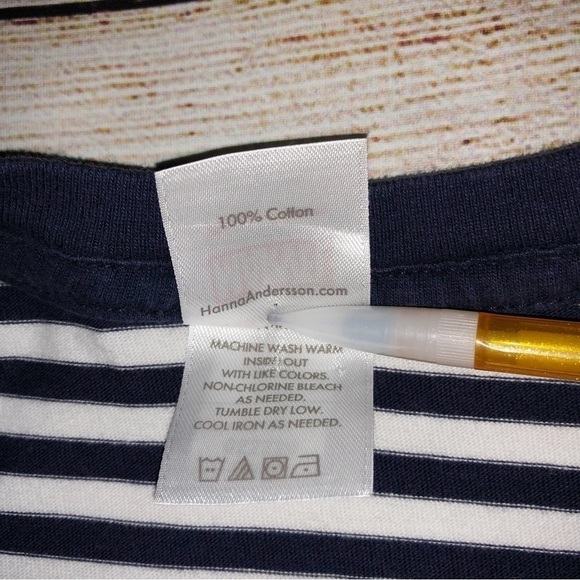 100% Cotton
HannaAndersson.com
MACHINE WASH WARM
INSIDE OUT
WITH LIKE COLORS.
NON-CHLORINE BLEACH
AS NEEDED.
TUMBLE DRY LOW.
COOL IRON AS NEEDED.